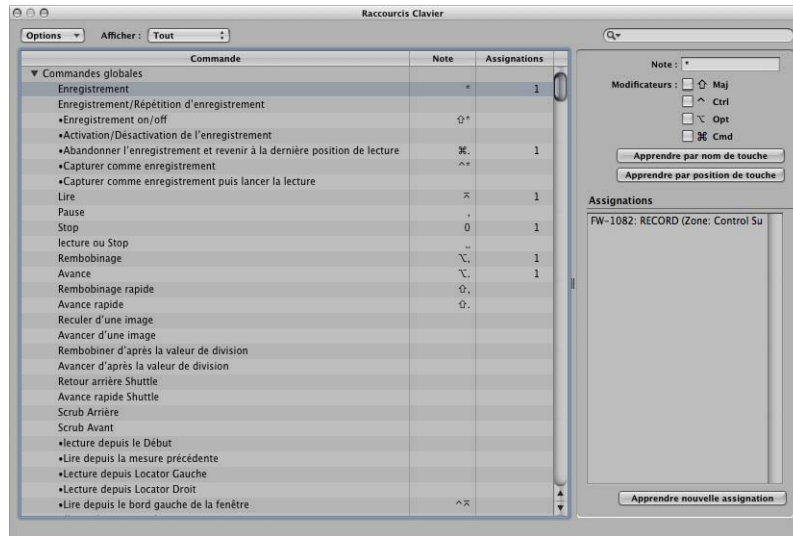 Raccourcis Clavier
Options Afficher : Tout
Commande Note Assignations
Commandes globales
Enregistrement * 1
Enregistrement/Répétition d'enregistrement
•Enregistrement on/off ⇧*
•Activation/Désactivation de l'enregistrement
•Abandonner l'enregistrement et revenir à la dernière position de lecture ⌘. 1
•Capturer comme enregistrement ^*
•Capturer comme enregistrement puis lancer la lecture
Lire ⌅ 1
Pause
Stop 0 1
lecture ou Stop
Rembobinage ⌥, 1
Avance ⌥. 1
Rembobinage rapide ⇧,
Avance rapide ⇧.
Reculer d'une image
Avancer d'une image
Rembobiner d'après la valeur de division
Avancer d'après la valeur de division
Retour arrière Shuttle
Avance rapide Shuttle
Scrub Arrière
Scrub Avant
•lecture depuis le Début
•Lire depuis la mesure précédente
•Lecture depuis Locator Gauche
•Lecture depuis Locator Droit
•Lire depuis le bord gauche de la fenêtre ^⌅
Note : *
Modificateurs : ⇧ Maj
^ Ctrl
⌥ Opt
⌘ Cmd
Apprendre par nom de touche
Apprendre par position de touche
Assignations
FW-1082: RECORD (Zone: Control Su
Apprendre nouvelle assignation